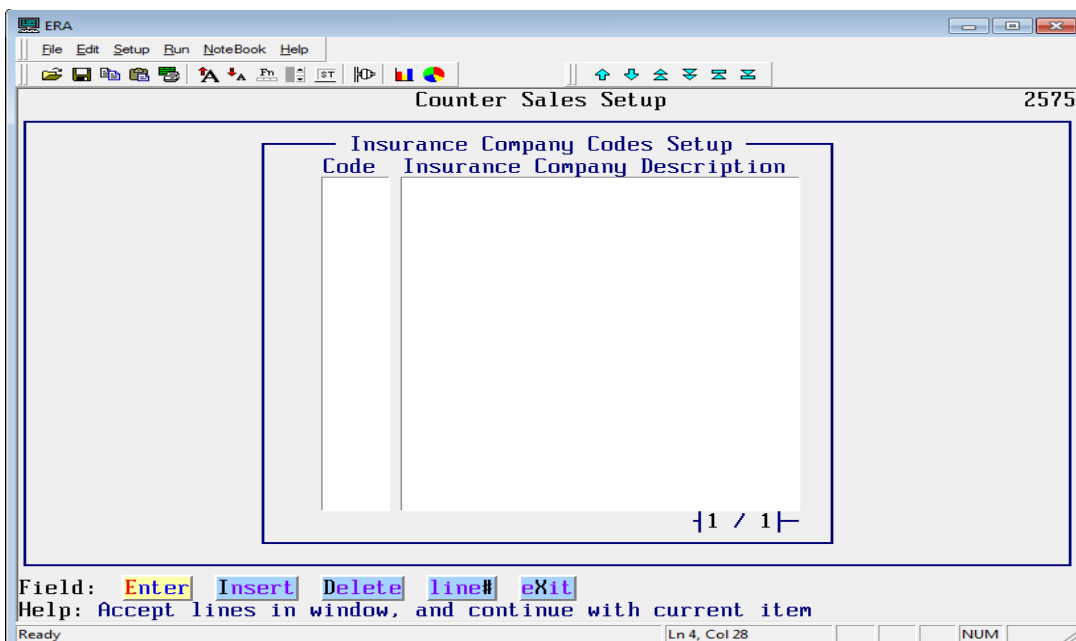 ERA
File Edit Setup Run NoteBook Help
A A Fn ST
Counter Sales Setup 2575
Insurance Company Codes Setup
Code Insurance Company Description
1 / 1
Field: Enter Insert Delete line# eXit
Help: Accept lines in window, and continue with current item
Ready Ln 4, Col 28 NUM